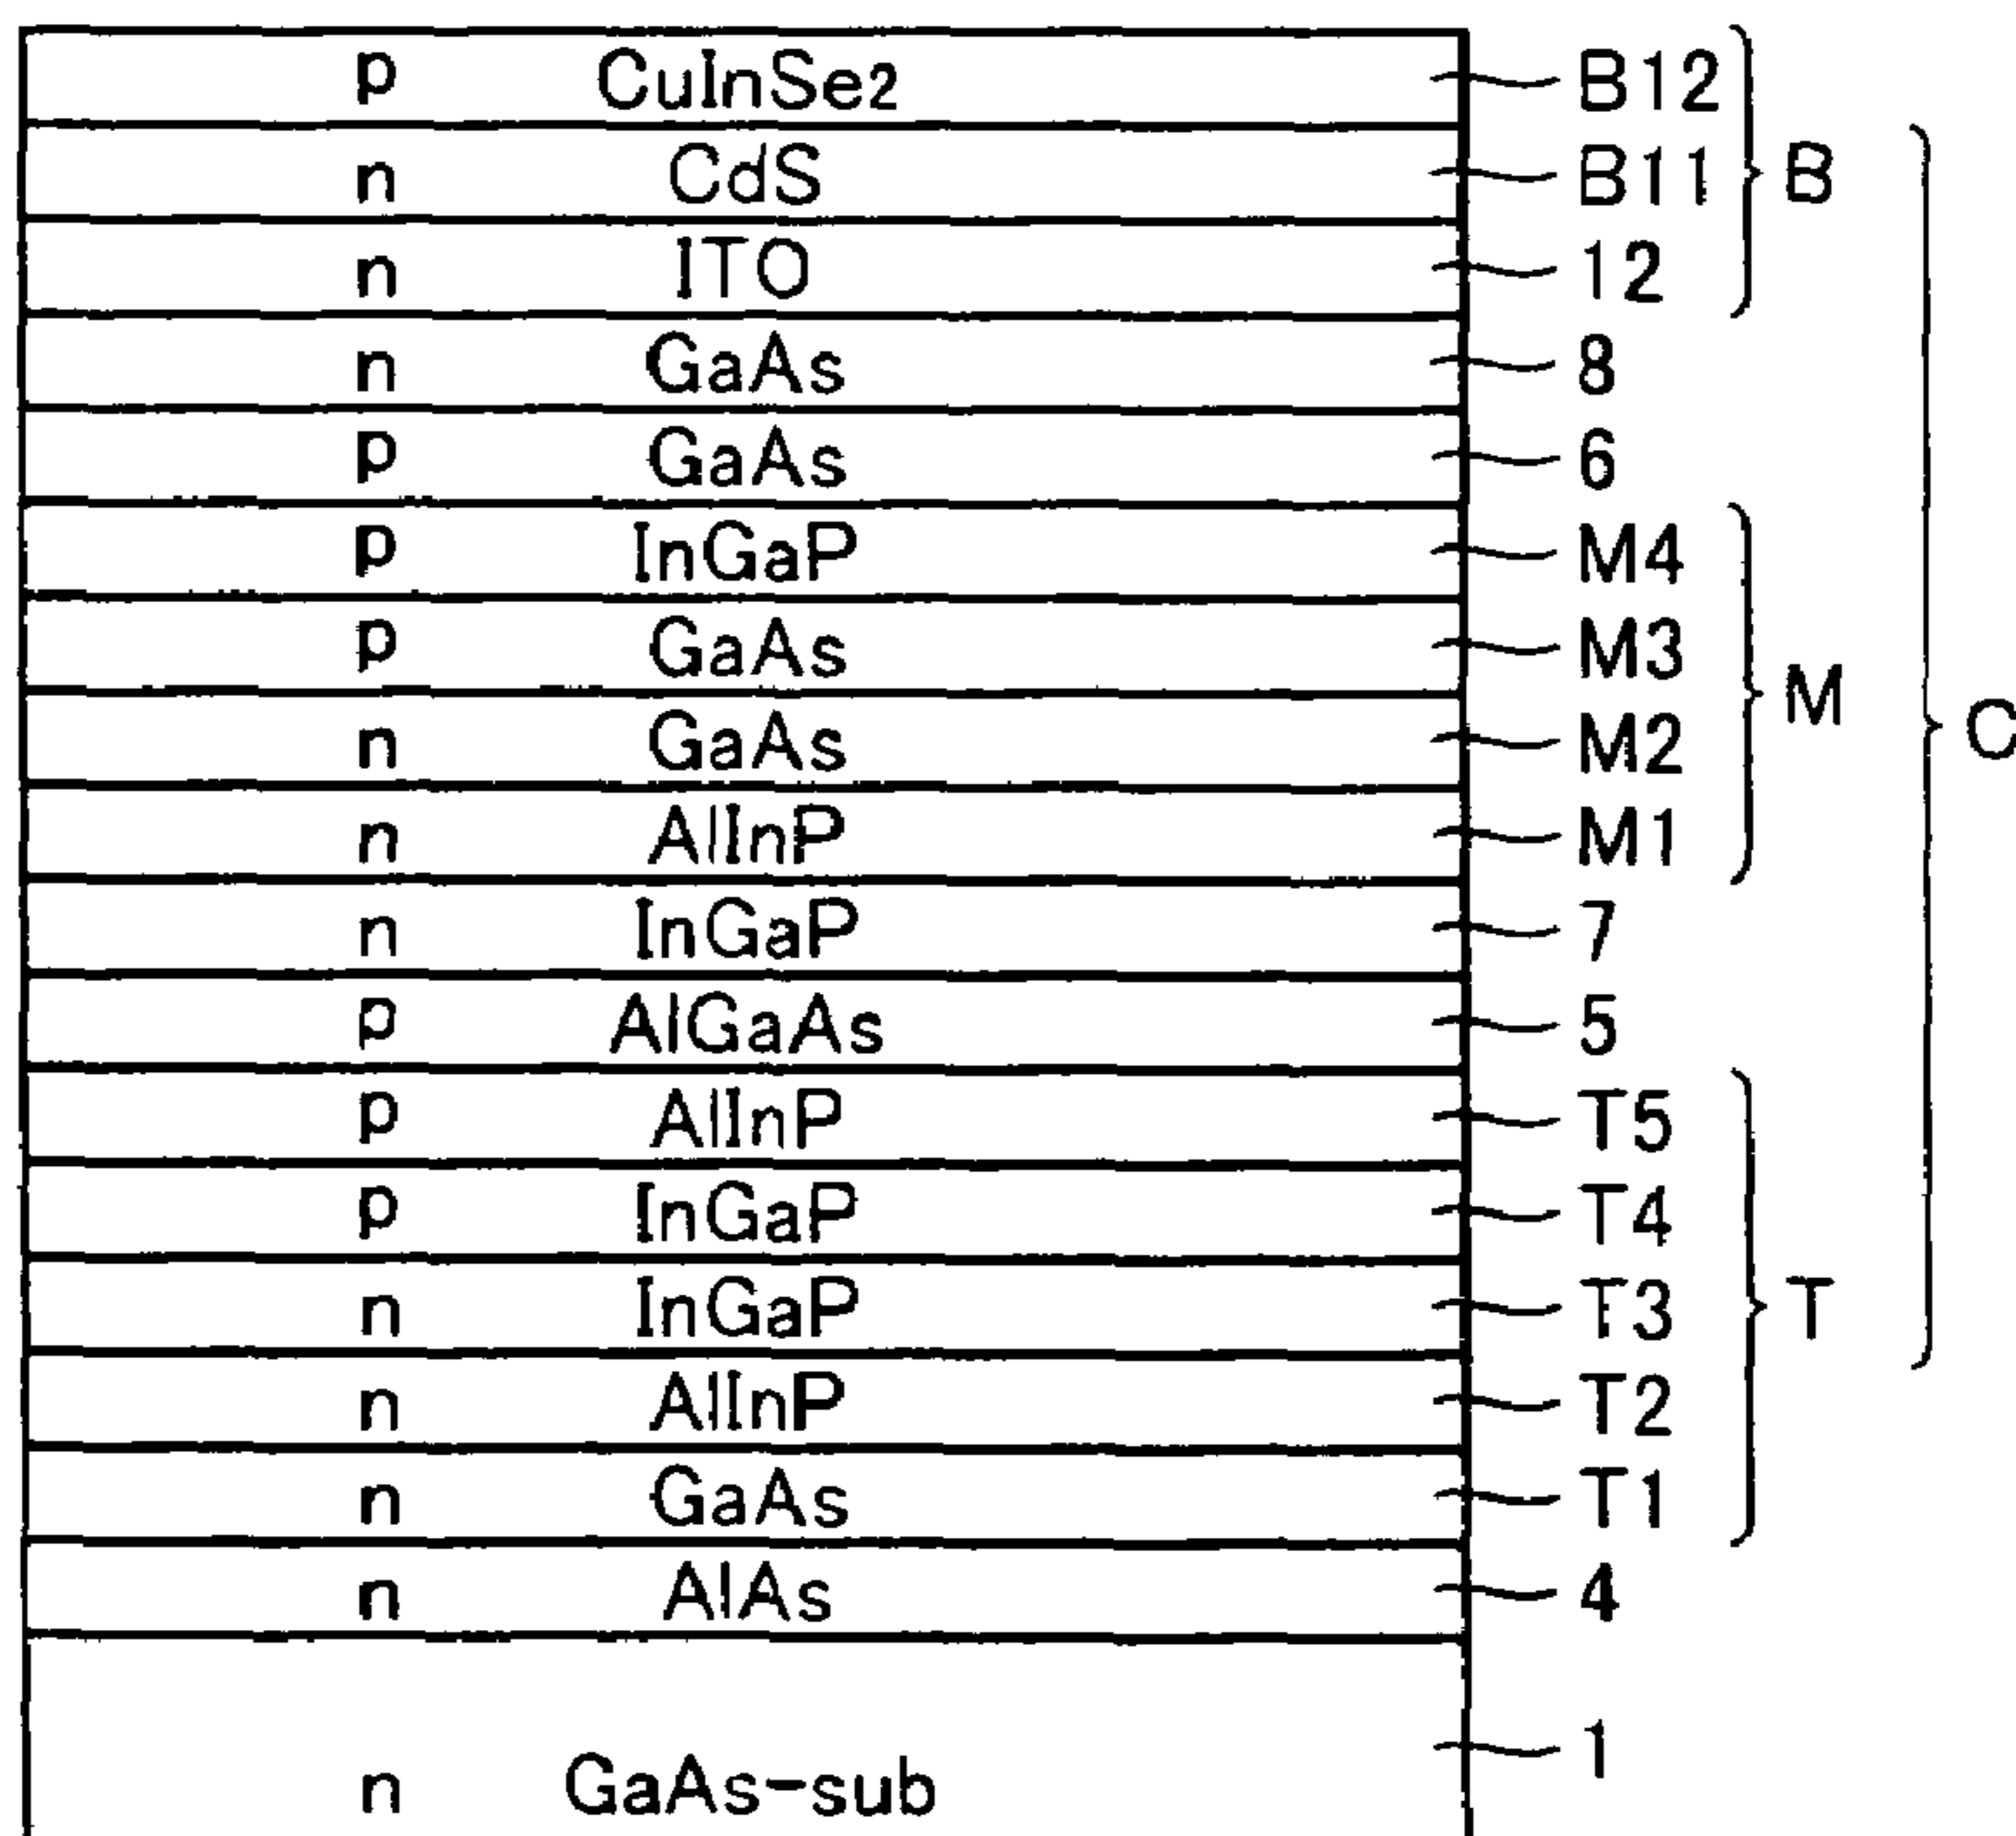 p CuInSe2 B12
n CdS B11 B
n ITO 12
n GaAs 8
p GaAs 6
p InGaP M4
p GaAs M3
M
n GaAs M2 C
n AlInP M1
n InGaP 7
p AlGaAs 5
p AlInP T5
p InGaP T4
n InGaP T3 T
n AlInP T2
n GaAs T1
n AlAs 4
1
n GaAs-sub